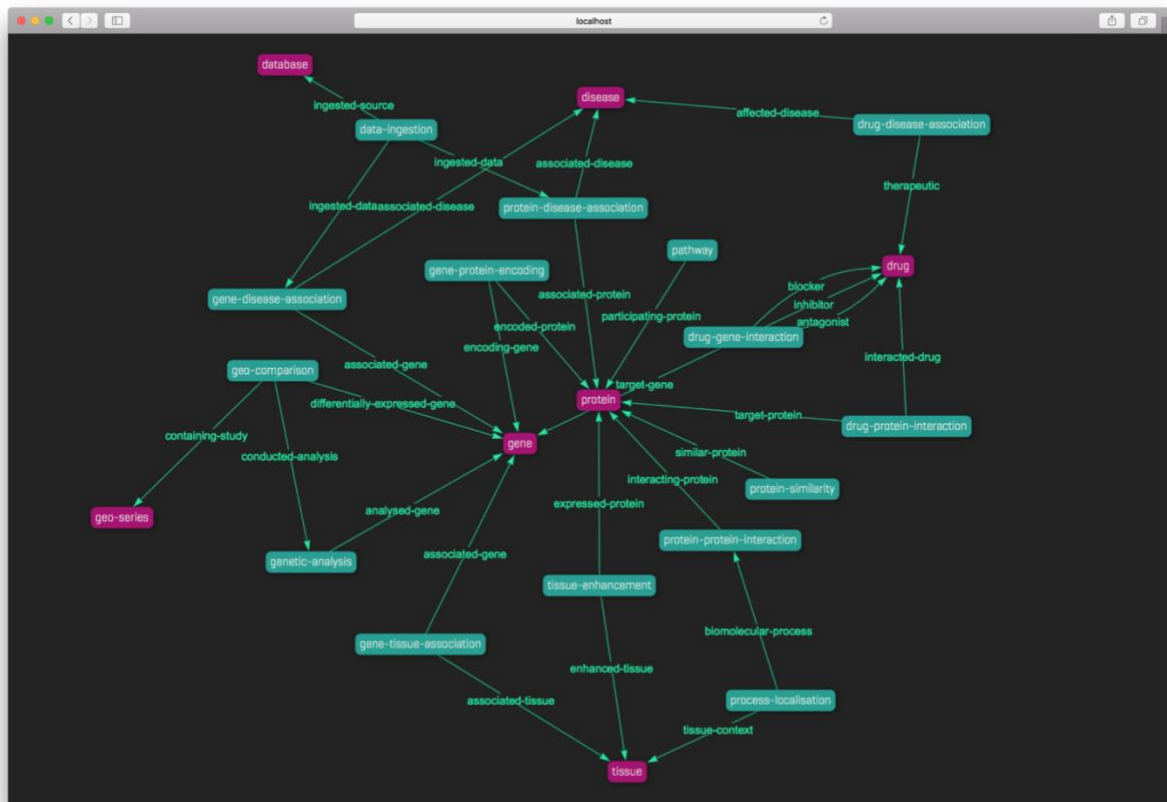 localhost
database
disease
ingested-source
affected-disease
data-ingestion
drug-disease-association
ingested-data
associated-disease
therapeutic
ingested-data
associated-disease
protein-disease-association
pathway
drug
gene-protein-encoding
blocker
gene-disease-association
associated-protein
inhibitor
participating-protein
antagonist
encoded-protein
drug-gene-interaction
encoding-gene
interacted-drug
associated-gene
geo-comparison
target-gene
differentially-expressed-gene
protein
target-protein
drug-protein-interaction
containing-study
gene
similar-protein
conducted-analysis
interacting-protein
protein-similarity
expressed-protein
analysed-gene
geo-series
protein-protein-interaction
associated-gene
genetic-analysis
tissue-enhancement
biomolecular-process
gene-tissue-association
enhanced-tissue
associated-tissue
process-localisation
tissue-context
tissue